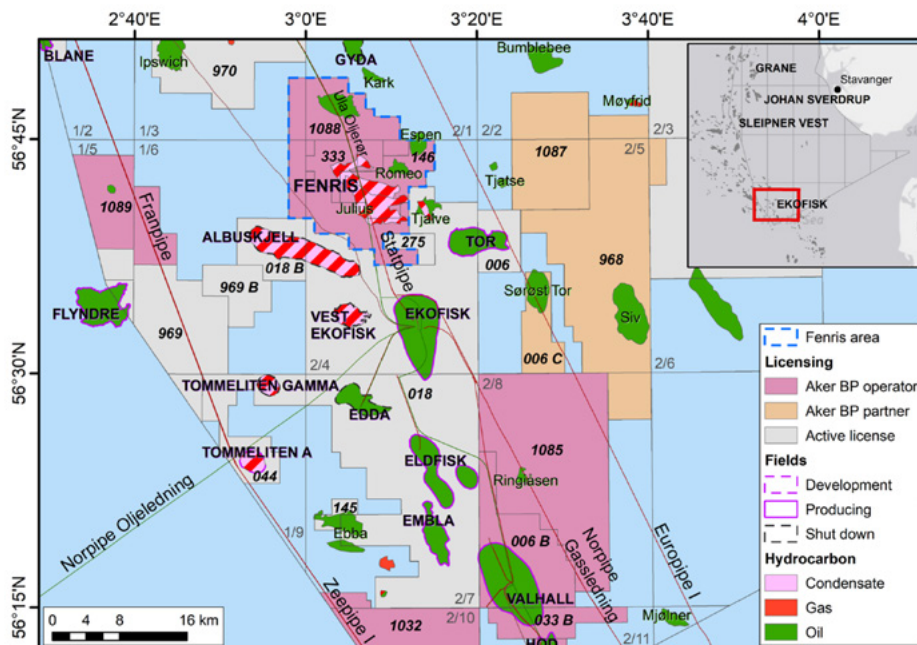 2°40'E
3°0'E
3°20'E
3°40'E
4°0'E
BLANE
Ipswich
970
GYDA
Kark
Bumblebee
Møyfrid
GRANE
Stavanger
JOHAN SVERDRUP
SLEIPNER VEST
EKOFISK
56°45'N
1/2
1/3
1/5
1/6
2/1
2/2
2/3
2/5
Ula Oljerør
1088
Espen
333
146
Romeo
FENRIS
Julius
Tjalve
Tjatse
1087
1089
Franpipe
Statpipe
ALBUSKJELL
018 B
275
TOR
006
968
969 B
Sørøst Tor
Siv
FLYNDRE
VEST
EKOFISK
EKOFISK
969
006 C
56°30'N
2/4
2/6
2/8
TOMMELITEN GAMMA
018
EDDA
1085
TOMMELITEN A
044
ELDFISK
Ringlåsen
Norpipe Oljeledning
145
Ebba
EMBLA
006 B
Norpipe
Gassledning
Europipe I
1/9
Zeepipe I
56°15'N
2/7
2/10
VALHALL
033 B
Mjølner
2/11
1032
HOD
0 4 8 16 km
Fenris area
Licensing
Aker BP operator
Aker BP partner
Active license
Fields
Development
Producing
Shut down
Hydrocarbon
Condensate
Gas
Oil